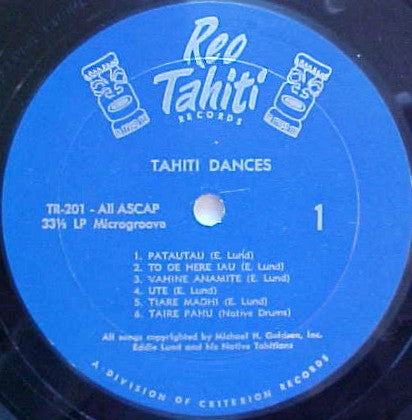 Reo
Tahiti
RECORDS
TAHITI DANCES
TR-201 - All ASCAP
33⅓ LP Microgroove
1
1. PATAUTAU (E. Lund)
2. TO OE HERE IAU (E. Lund)
3. VAHINE ANAMITE (E. Lund)
4. UTE (E. Lund)
5. TIARE MAOHI (E. Lund)
6. TAIRE PAHU (Native Drums)
All songs copyrighted by Michael H. Goldsen, Inc.
Eddie Lund and his Native Tahitians
A DIVISION OF CRITERION RECORDS